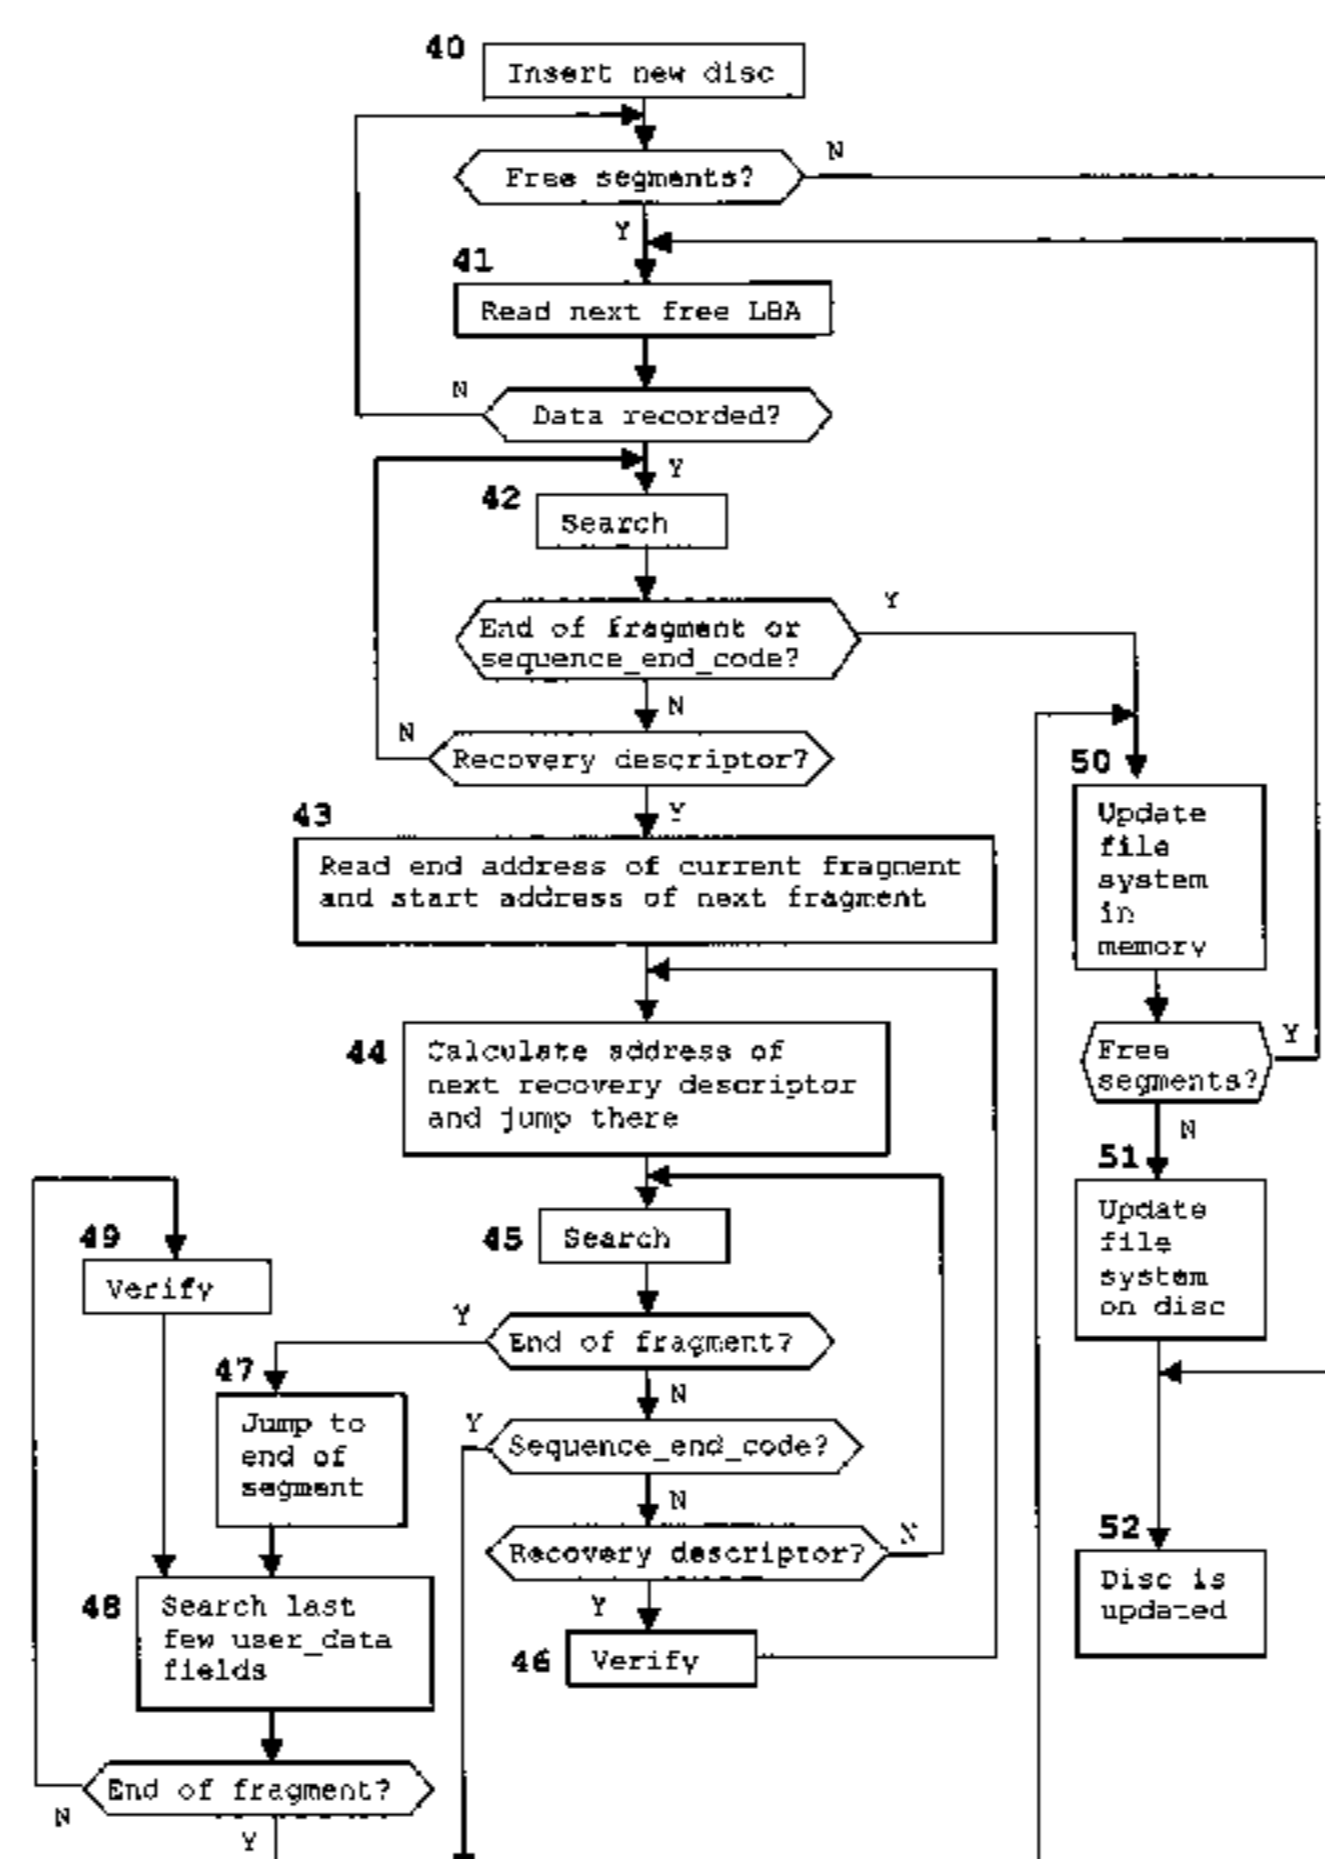 40
Insert new disc
Free segments?
N
Y
41
Read next free LBA
N
Data recorded?
Y
42
Search
End of fragment or
sequence_end_code?
Y
N
N
Recovery descriptor?
Y
43
Read end address of current fragment
and start address of next fragment
44
Calculate address of
next recovery descriptor
and jump there
45
Search
Y
End of fragment?
N
Y
Sequence_end_code?
N
Recovery descriptor?
N
Y
46
Verify
47
Jump to
end of
segment
49
Verify
48
Search last
few user_data
fields
End of fragment?
N
Y
50
Update
file
system
in
memory
Free
segments?
Y
N
51
Update
file
system
on disc
52
Disc is
updated